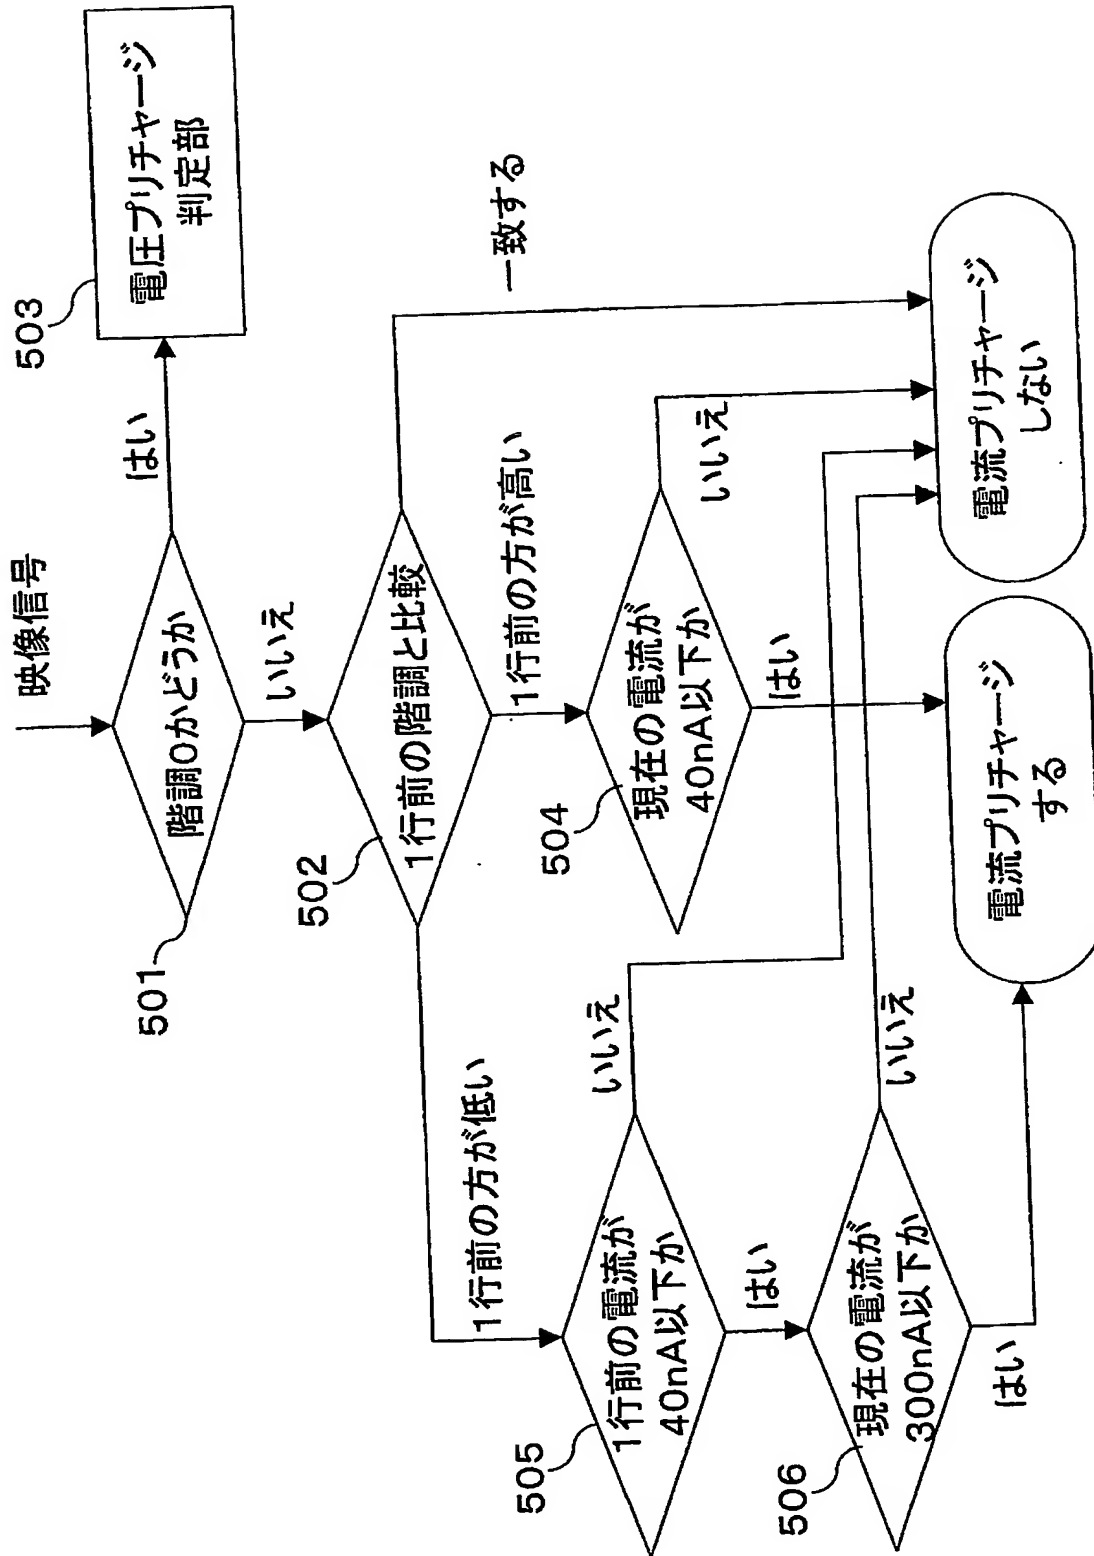 映像信号
501
階調0かどうか
はい
503
電圧プリチャージ
判定部
いいえ
502
1行前の階調と比較
一致する
1行前の方が高い
1行前の方が低い
504
現在の電流が
40nA以下か
いいえ
はい
505
1行前の電流が
40nA以下か
いいえ
はい
506
現在の電流が
300nA以下か
いいえ
はい
電流プリチャージ
する
電流プリチャージ
しない